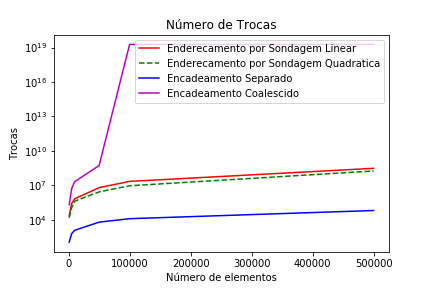 Número de Trocas
Enderecamento por Sondagem Linear
Enderecamento por Sondagem Quadratica
Encadeamento Separado
Encadeamento Coalescido
10^19
10^16
10^13
10^10
10^7
10^4
Trocas
0 100000 200000 300000 400000 500000
Número de elementos